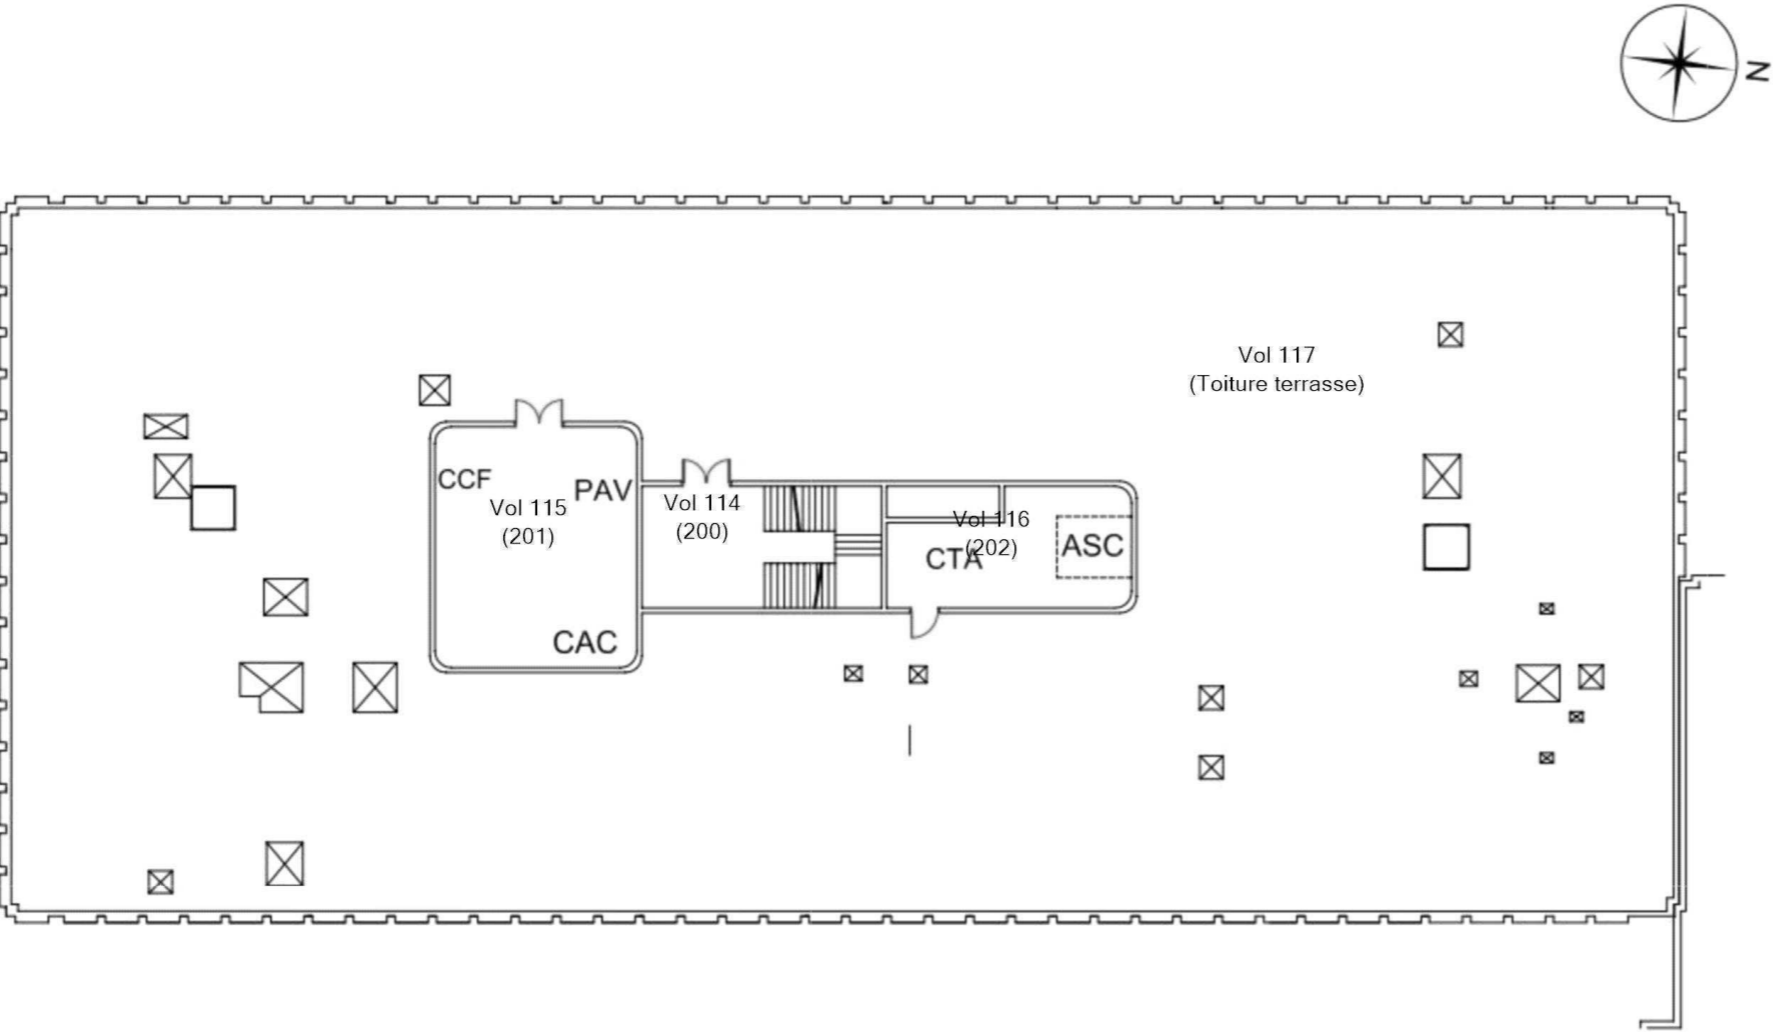 N
Vol 117
(Toiture terrasse)
CCF
PAV
Vol 115
(201)
Vol 114
(200)
Vol 116
(202)
CTA
ASC
CAC